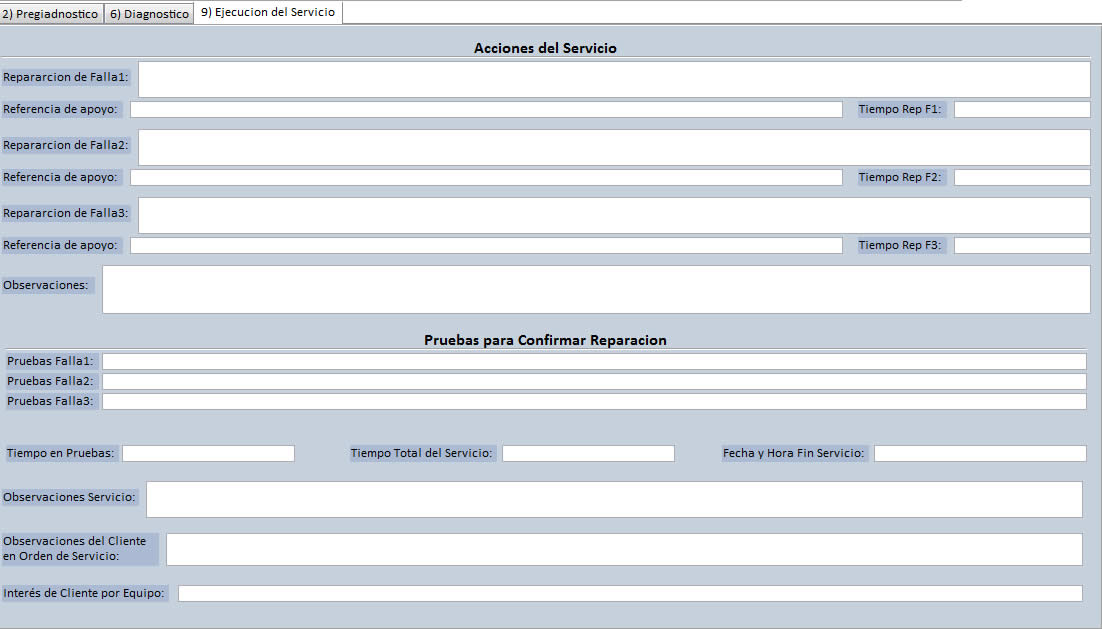 2) Pregiadnostico 6) Diagnostico 9) Ejecucion del Servicio
Acciones del Servicio
Repararcion de Falla1:
Referencia de apoyo: Tiempo Rep F1:
Repararcion de Falla2:
Referencia de apoyo: Tiempo Rep F2:
Repararcion de Falla3:
Referencia de apoyo: Tiempo Rep F3:
Observaciones:
Pruebas para Confirmar Reparacion
Pruebas Falla1:
Pruebas Falla2:
Pruebas Falla3:
Tiempo en Pruebas: Tiempo Total del Servicio: Fecha y Hora Fin Servicio:
Observaciones Servicio:
Observaciones del Cliente
en Orden de Servicio:
Interés de Cliente por Equipo: